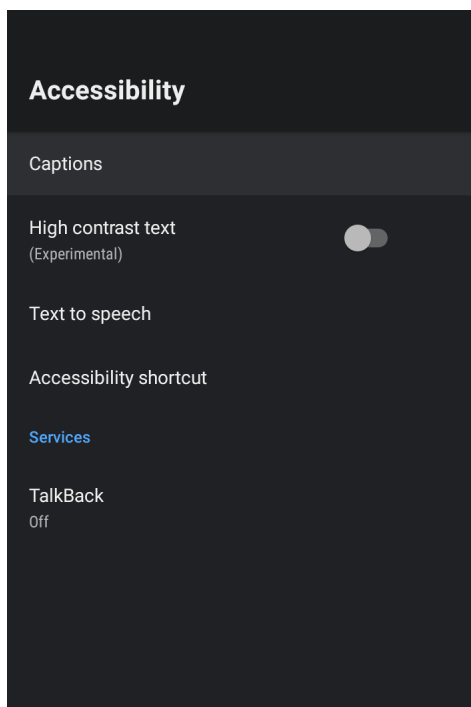 Accessibility
Captions
High contrast text
(Experimental)
Text to speech
Accessibility shortcut
Services
TalkBack
Off